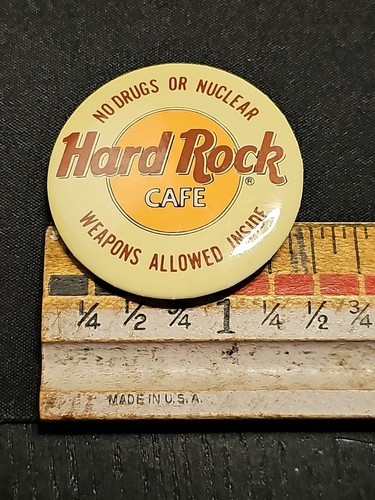 NO DRUGS OR NUCLEAR
Hard Rock
®
CAFE
WEAPONS ALLOWED INSIDE
1/4 1/2 3/4 1 1/4 1/2 3/4
MADE IN U.S.A.